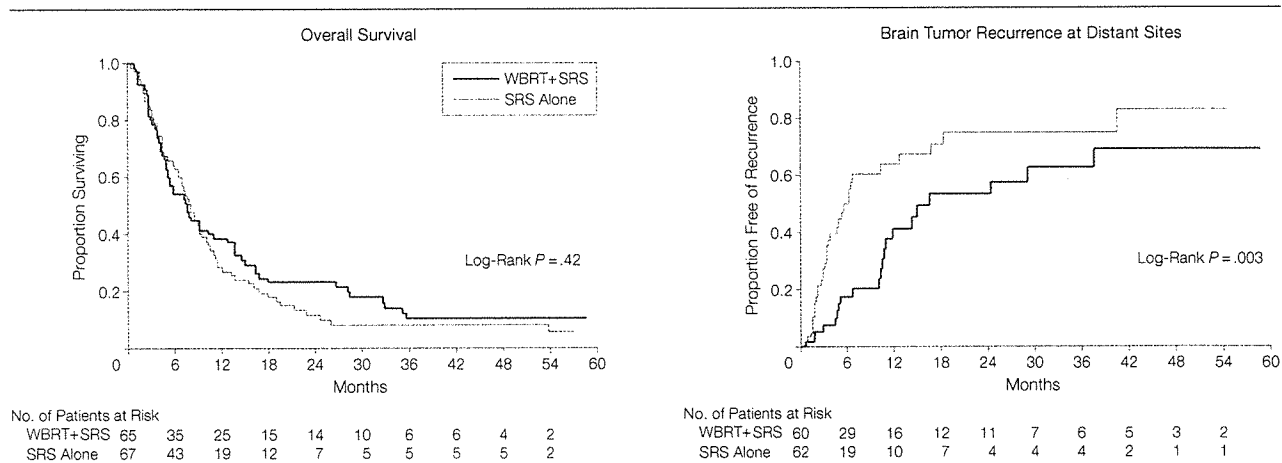 Overall Survival
1.0
0.8
0.6
0.4
0.2
Proportion Surviving
WBRT+SRS
SRS Alone
Log-Rank P = .42
0 6 12 18 24 30 36 42 48 54 60
Months
No. of Patients at Risk
WBRT+SRS 65 35 25 15 14 10 6 6 4 2
SRS Alone 67 43 19 12 7 5 5 5 5 2
Brain Tumor Recurrence at Distant Sites
1.0
0.8
0.6
0.4
0.2
0.0
Proportion Free of Recurrence
Log-Rank P = .003
0 6 12 18 24 30 36 42 48 54 60
Months
WBRT+SRS 60 29 16 12 11 7 6 5 3 2
SRS Alone 62 19 10 7 4 4 4 2 1 1